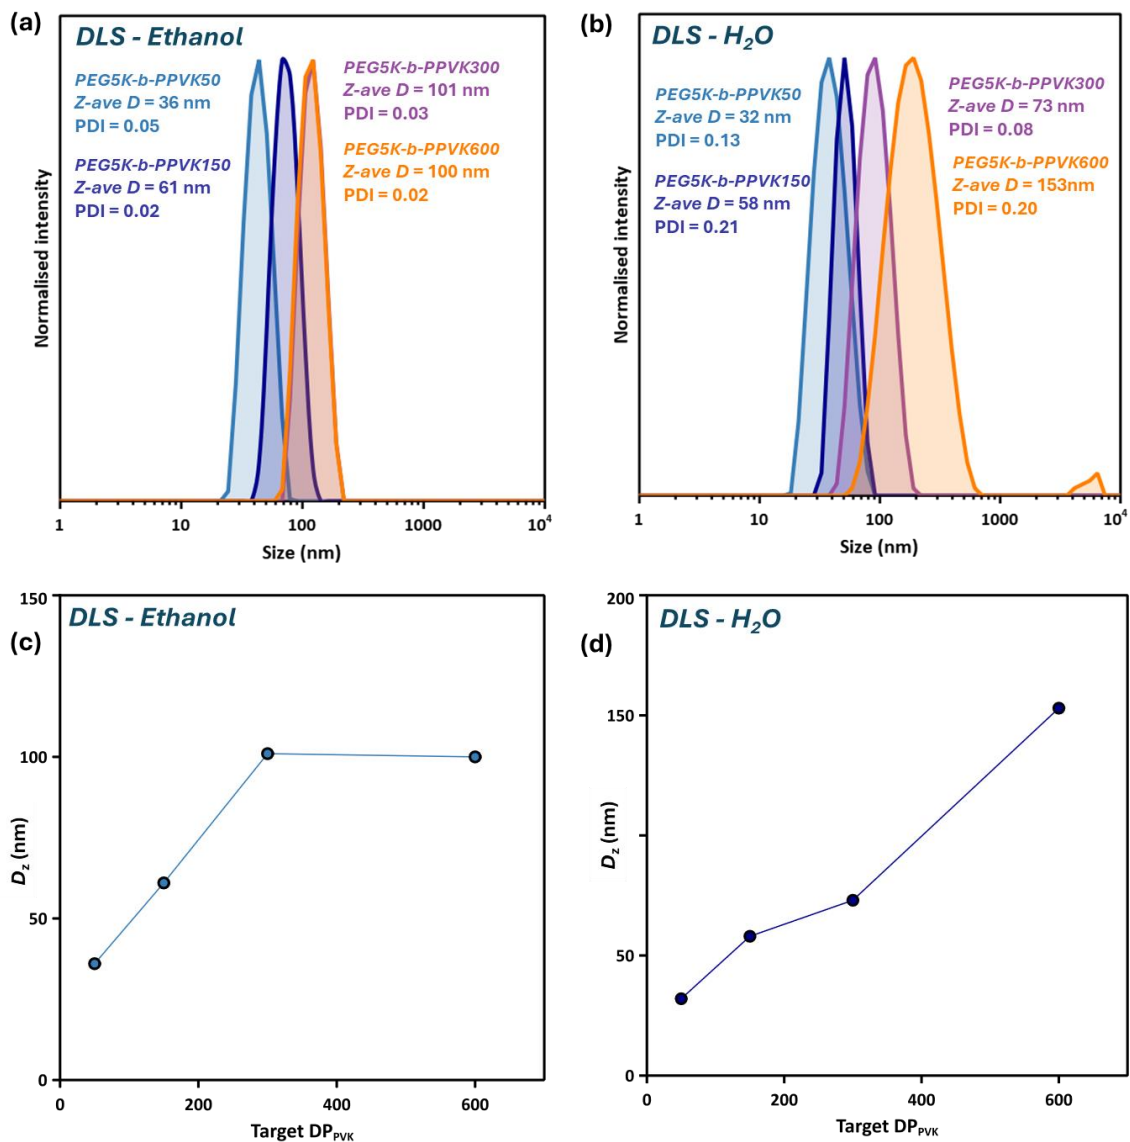 (a)
DLS - Ethanol
PEG5K-b-PPVK50
Z-ave D = 36 nm
PDI = 0.05
PEG5K-b-PPVK150
Z-ave D = 61 nm
PDI = 0.02
PEG5K-b-PPVK300
Z-ave D = 101 nm
PDI = 0.03
PEG5K-b-PPVK600
Z-ave D = 100 nm
PDI = 0.02
Normalised intensity
1 10 100 1000 10⁴
Size (nm)
(b)
DLS - H₂O
PEG5K-b-PPVK50
Z-ave D = 32 nm
PDI = 0.13
PEG5K-b-PPVK150
Z-ave D = 58 nm
PDI = 0.21
PEG5K-b-PPVK300
Z-ave D = 73 nm
PDI = 0.08
PEG5K-b-PPVK600
Z-ave D = 153nm
PDI = 0.20
Normalised intensity
1 10 100 1000 10⁴
Size (nm)
(c)
DLS - Ethanol
150
100
50
0
D_z (nm)
0 200 400 600
Target DP_PVK
(d)
DLS - H₂O
200
150
50
0
D_z (nm)
0 200 400 600
Target DP_PVK